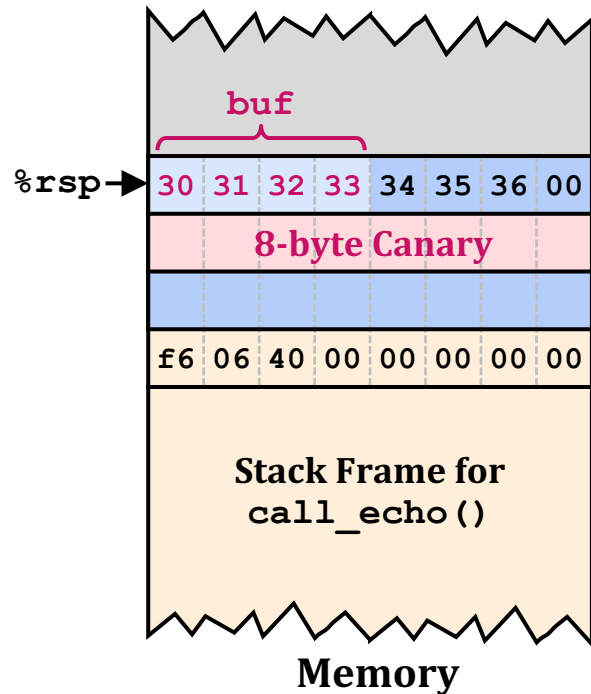 buf
%rsp 30 31 32 33 34 35 36 00
8-byte Canary
f6 06 40 00 00 00 00 00
Stack Frame for
call_echo()
Memory